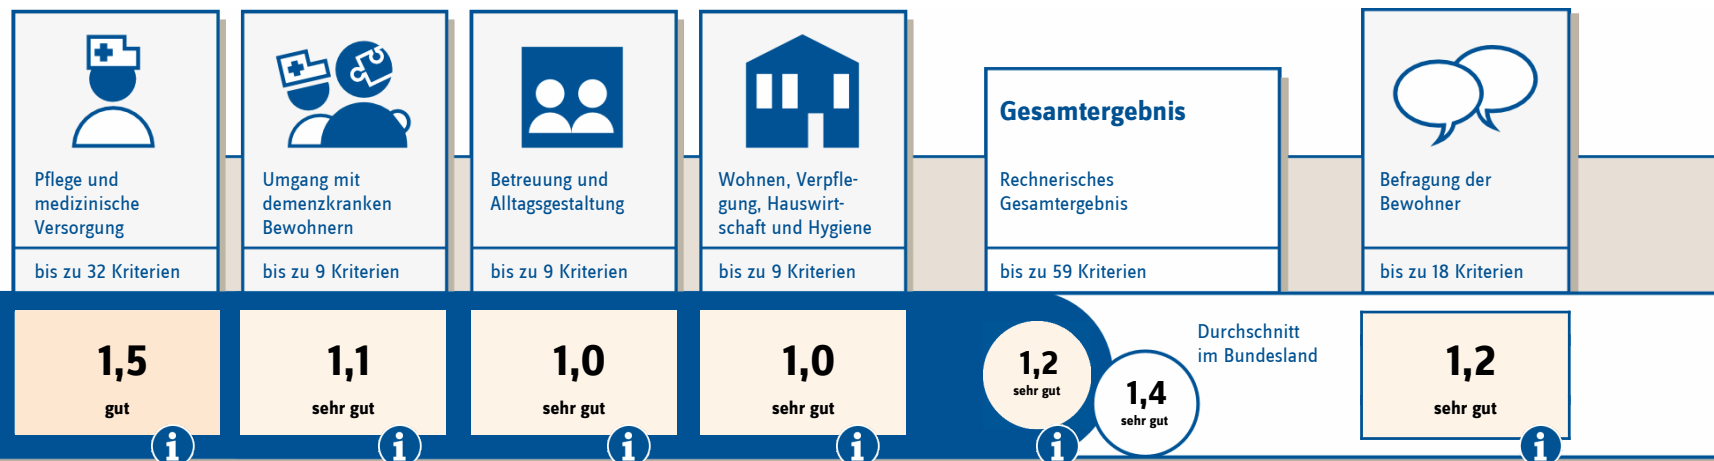 Pflege und
medizinische
Versorgung
bis zu 32 Kriterien
1,5
gut
Umgang mit
demenzkranken
Bewohnern
bis zu 9 Kriterien
1,1
sehr gut
Betreuung und
Alltagsgestaltung
bis zu 9 Kriterien
1,0
sehr gut
Wohnen, Verpfle-
gung, Hauswirt-
schaft und Hygiene
bis zu 9 Kriterien
1,0
sehr gut
Gesamtergebnis
Rechnerisches
Gesamtergebnis
bis zu 59 Kriterien
1,2
sehr gut
Durchschnitt
im Bundesland
1,4
sehr gut
Befragung der
Bewohner
bis zu 18 Kriterien
1,2
sehr gut